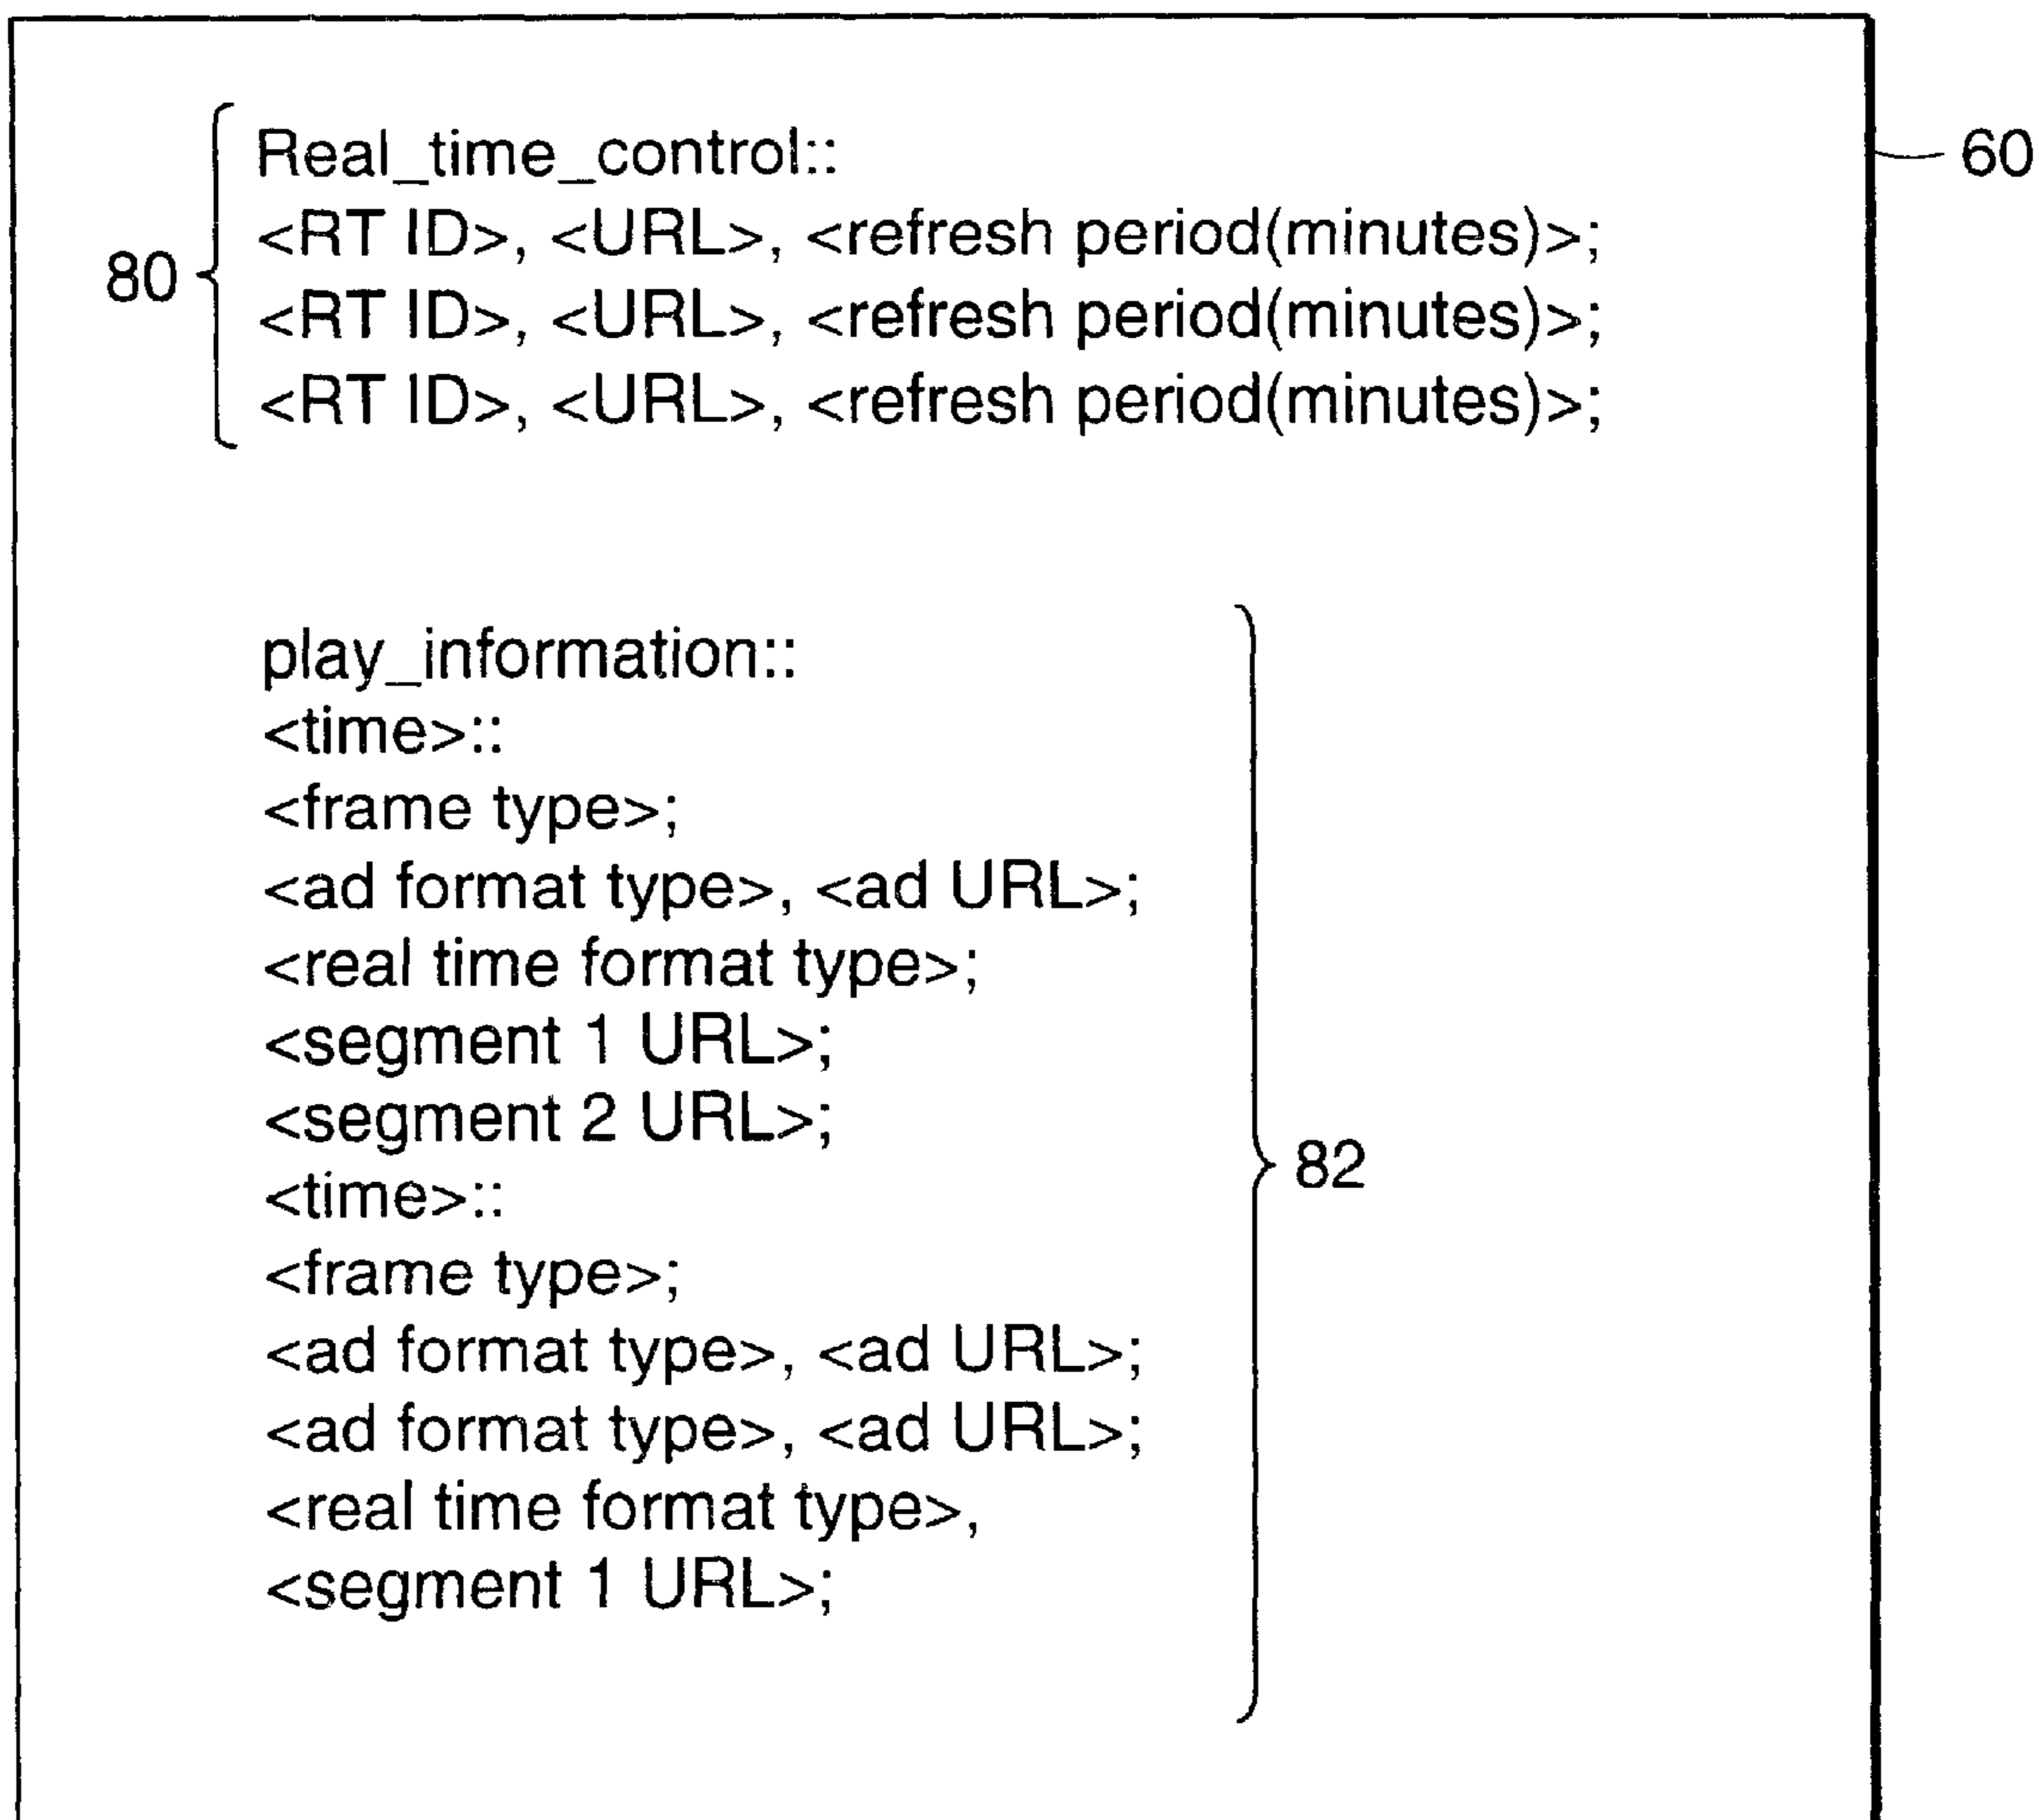 Real_time_control::
60
<RT ID>, <URL>, <refresh period(minutes)>;
80
<RT ID>, <URL>, <refresh period(minutes)>;
<RT ID>, <URL>, <refresh period(minutes)>;
play_information::
<time>::
<frame type>;
<ad format type>, <ad URL>;
<real time format type>;
<segment 1 URL>;
<segment 2 URL>;
82
<time>::
<frame type>;
<ad format type>, <ad URL>;
<ad format type>, <ad URL>;
<real time format type>,
<segment 1 URL>;